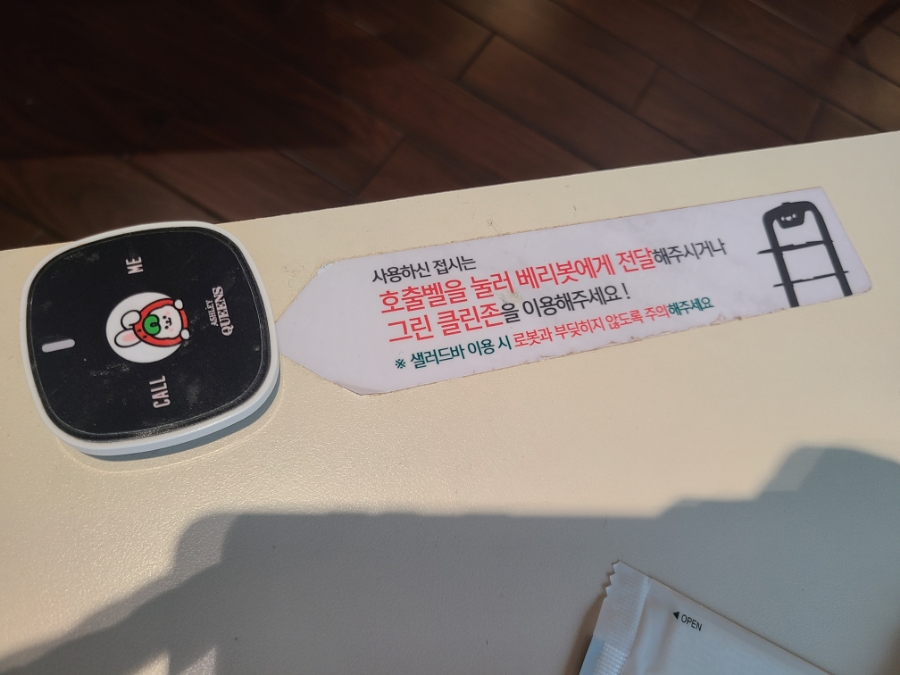 CALL ME
ASHLEY
QUEENS
사용하신 접시는
호출벨을 눌러 베리봇에게 전달해주시거나
그린 클린존을 이용해주세요!
※ 샐러드바 이용 시 로봇과 부딪히지 않도록 주의해주세요
◀OPEN